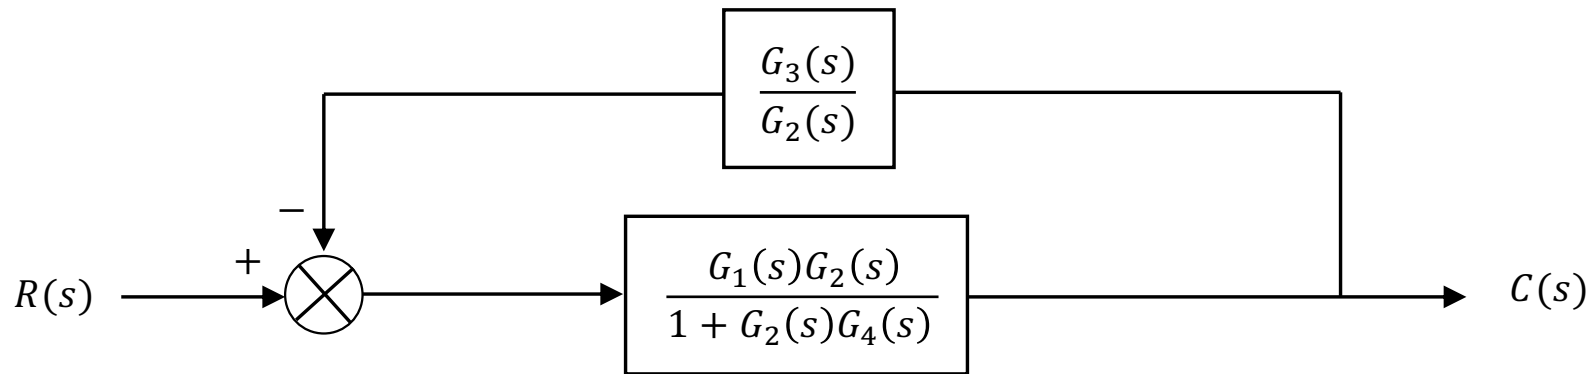 G₃(s)
G₂(s)
−
+
R(s)
G₁(s)G₂(s)
1 + G₂(s)G₄(s)
C(s)